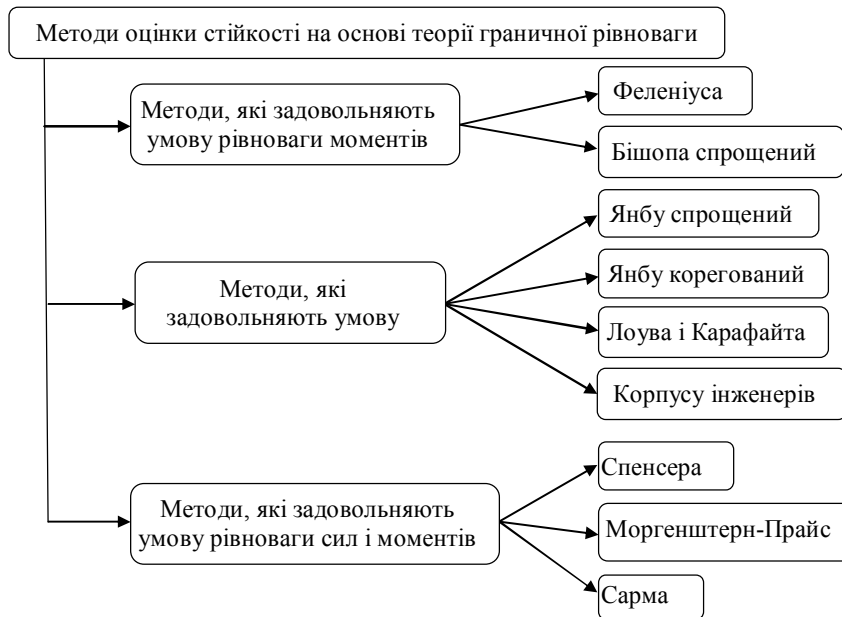 Методи оцінки стійкості на основі теорії граничної рівноваги
Методи, які задовольняють
умову рівноваги моментів
Феленіуса
Бішопа спрощений
Методи, які
задовольняють умову
Янбу спрощений
Янбу корегований
Лоува і Карафайта
Корпусу інженерів
Методи, які задовольняють
умову рівноваги сил і моментів
Спенсера
Моргенштерн-Прайс
Сарма